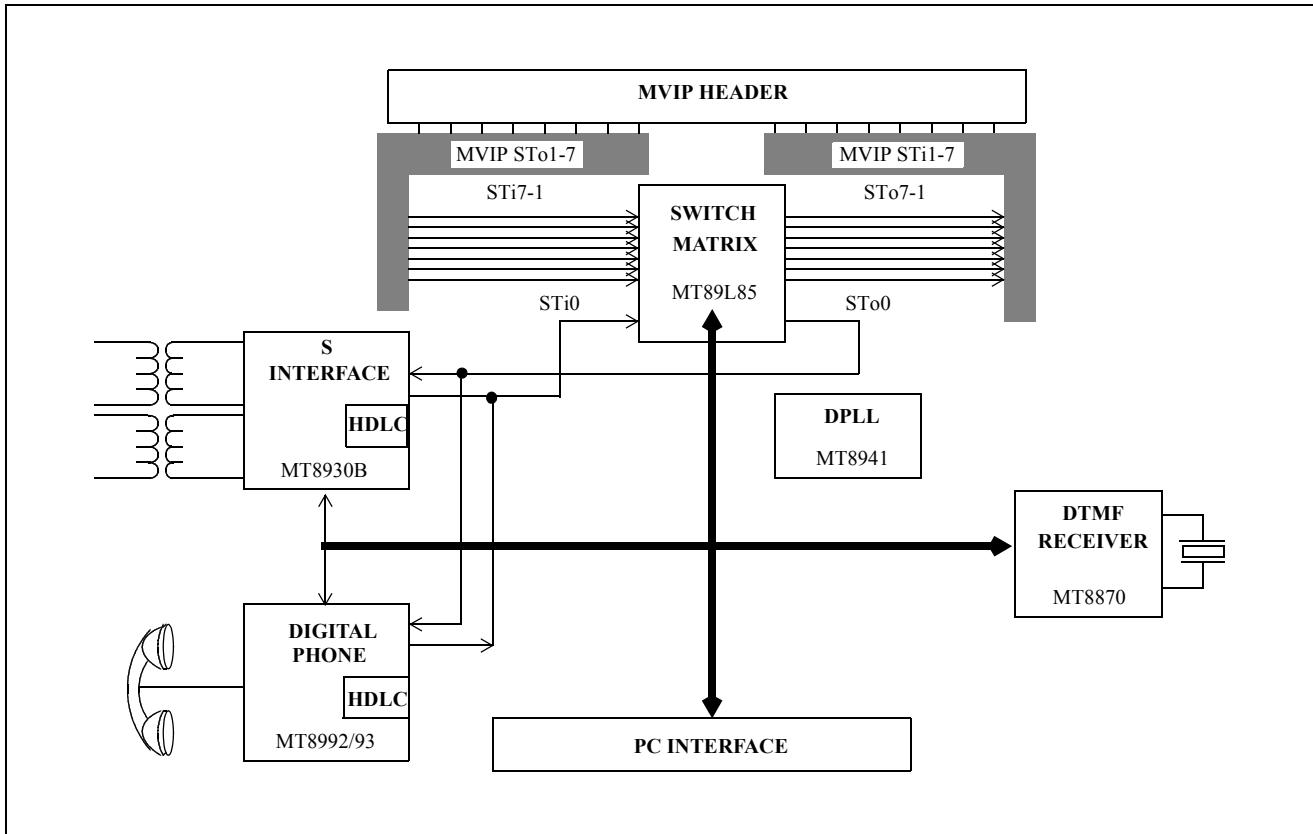 MVIP HEADER
MVIP STo1-7
MVIP STi1-7
STi7-1
STo7-1
SWITCH
MATRIX
MT89L85
STi0
STo0
S
INTERFACE
HDLC
MT8930B
DPLL
MT8941
DTMF
RECEIVER
MT8870
DIGITAL
PHONE
HDLC
MT8992/93
PC INTERFACE